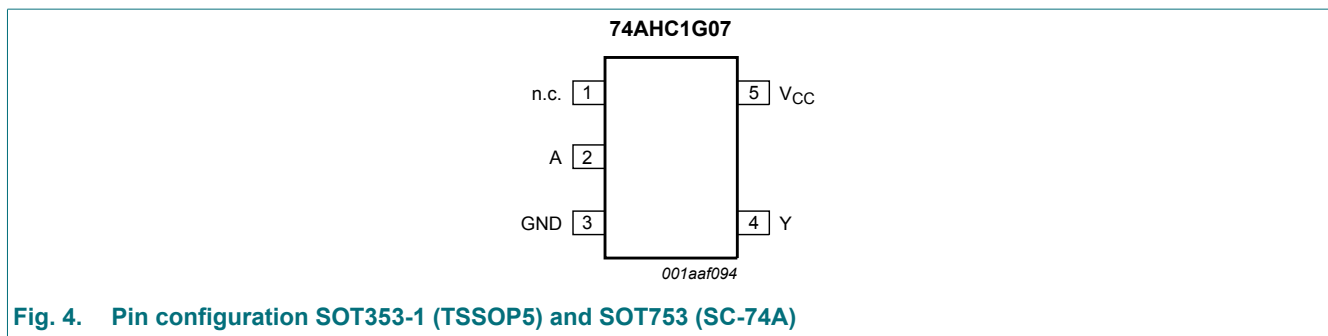 74AHC1G07
n.c. 1
5 VCC
A 2
GND 3
4 Y
001aaf094
Fig. 4. Pin configuration SOT353-1 (TSSOP5) and SOT753 (SC-74A)